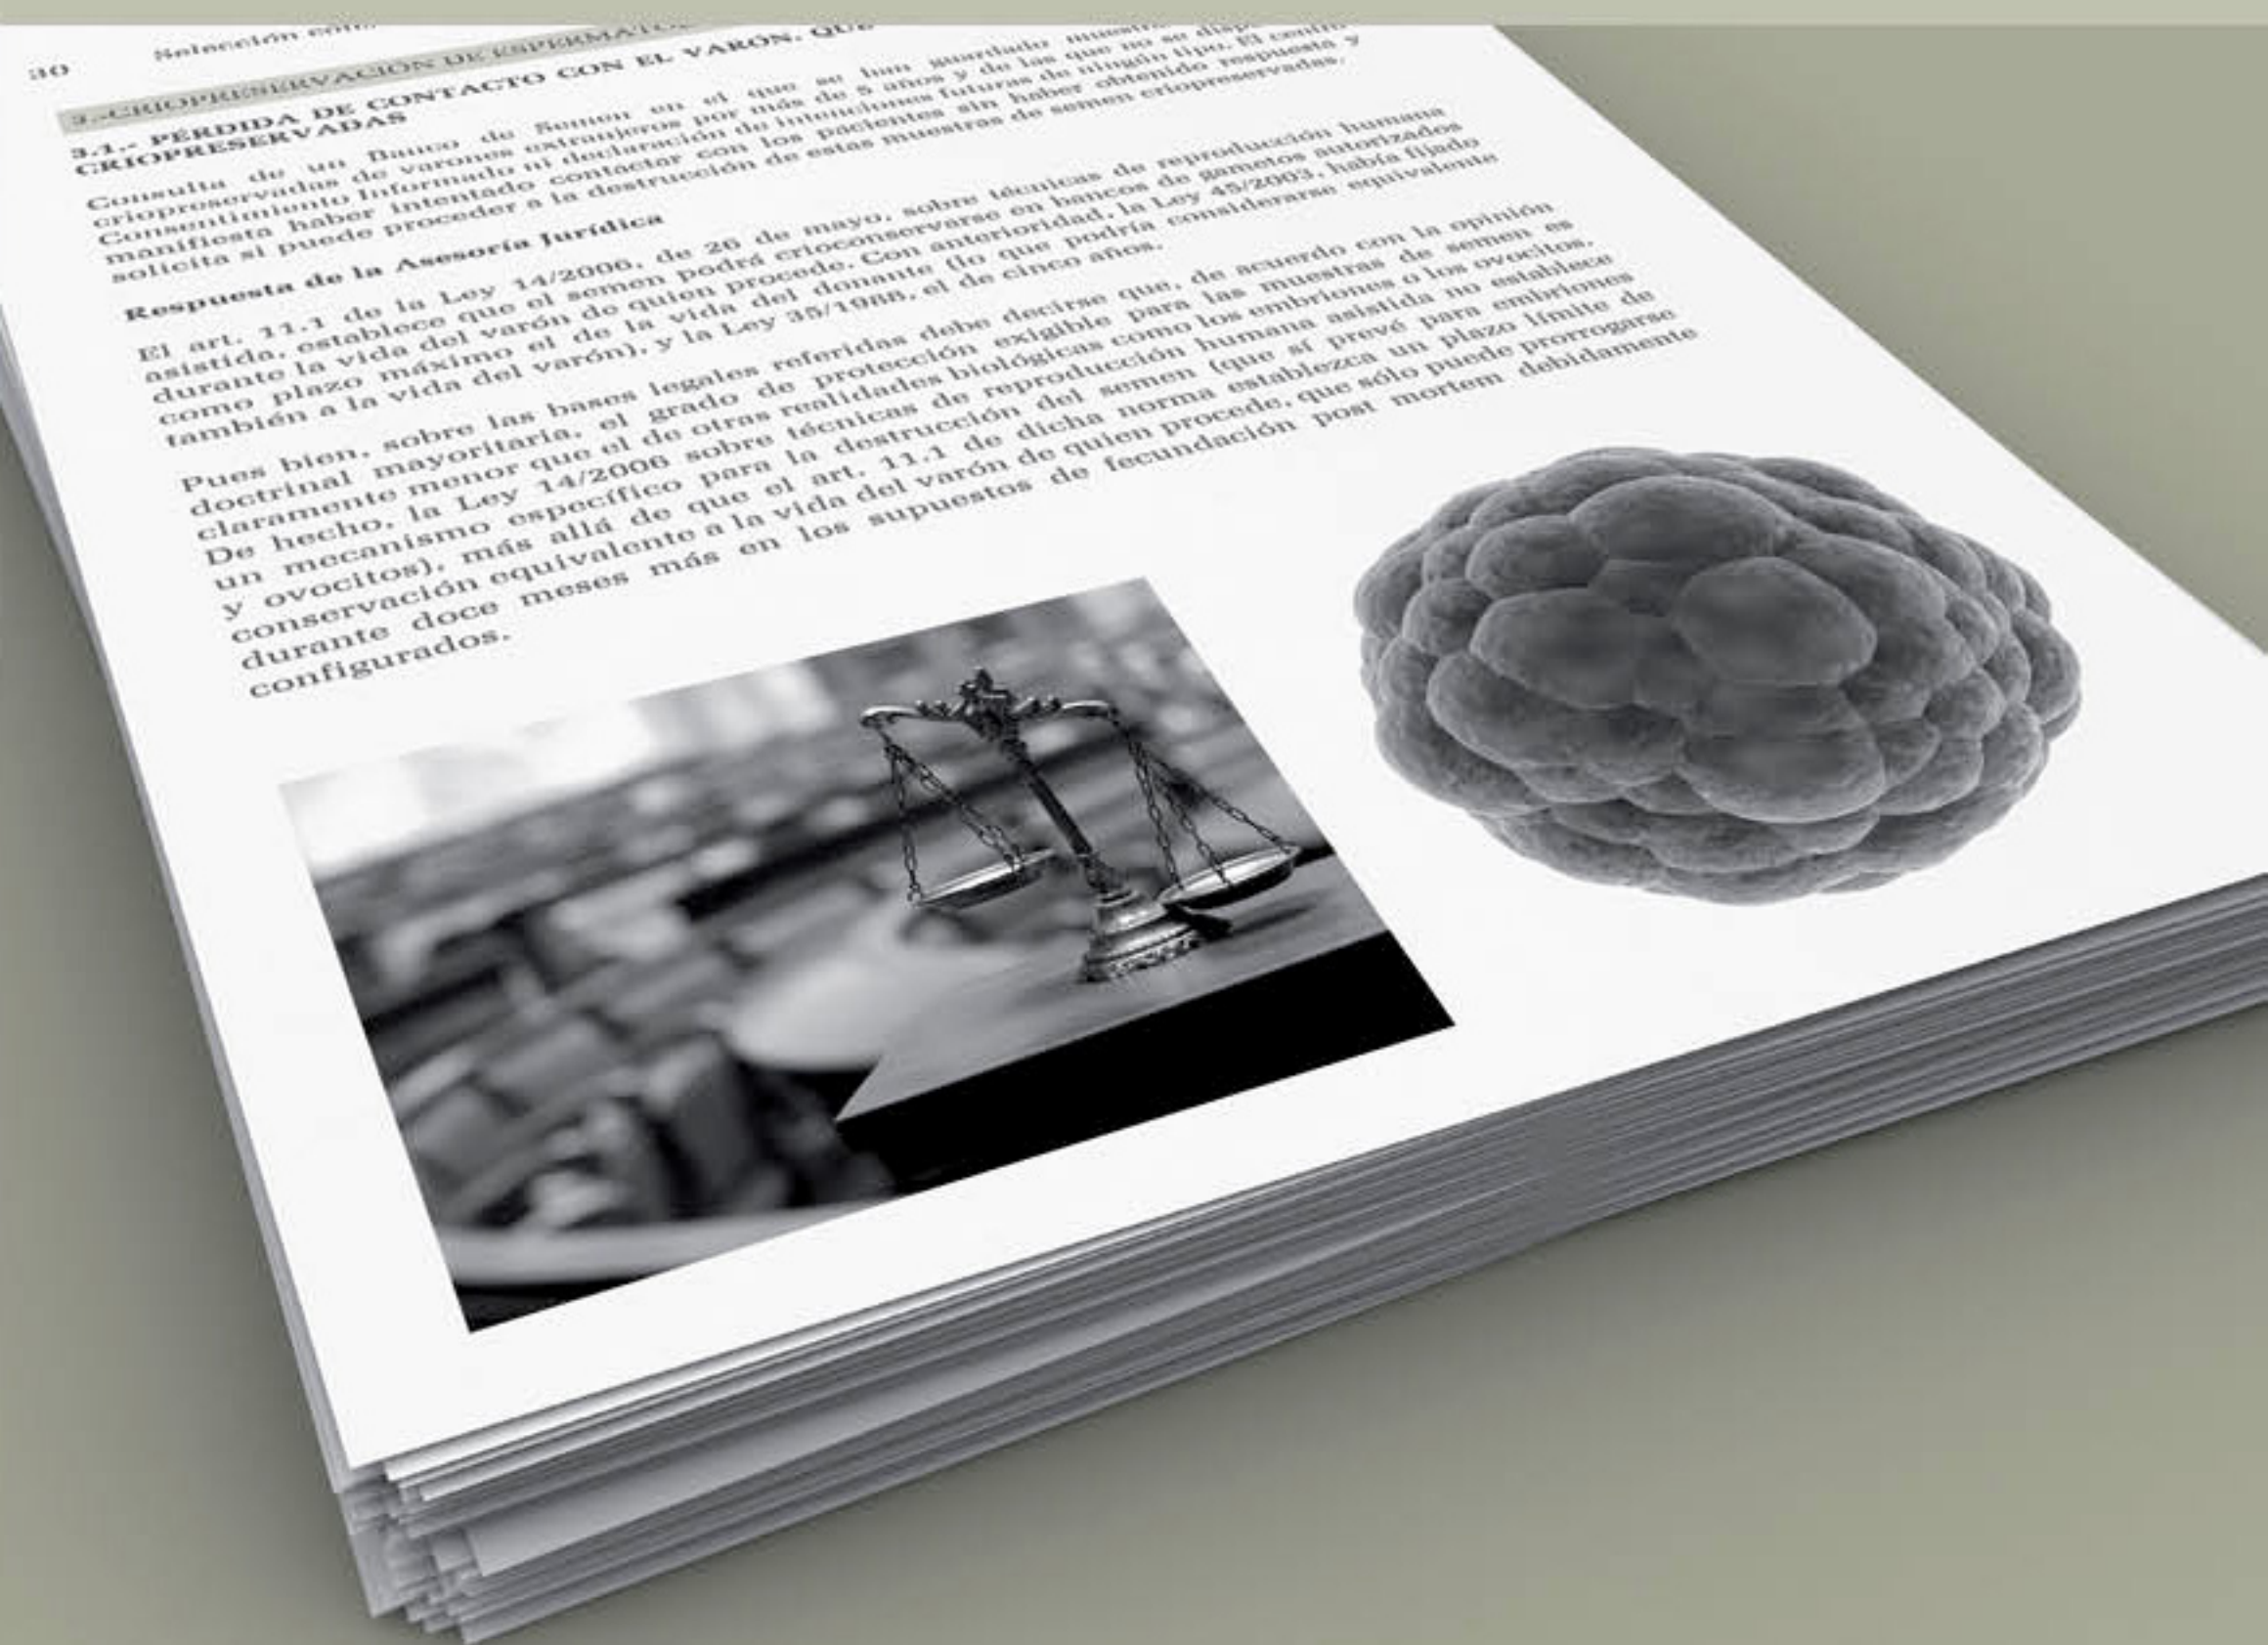 30
Selección
3.-CRIOPRESERVACIÓN DE
3.1.- PÉRDIDA DE CONTACTO CON EL VARÓN, QUE
CRIOPRESERVADAS
Consulta de un Banco de Semen en el que se han guardado
criopreservadas de varones extranjeros por más de 5 años y de las que no se
Consentimiento Informado ni declaración de intenciones futuras de ningún tipo. El centro
manifiesta haber intentado contactar con los pacientes sin haber obtenido respuesta y
solicita si puede proceder a la destrucción de estas muestras de semen criopreservadas.
Respuesta de la Asesoría Jurídica
El art. 11.1 de la Ley 14/2006, de 26 de mayo, sobre técnicas de reproducción humana
asistida, establece que el semen podrá crioconservarse en bancos de gametos autorizados
durante la vida del varón de quien procede. Con anterioridad, la Ley 45/2003, había fijado
como plazo máximo el de la vida del donante (lo que podría considerarse equivalente
también a la vida del varón), y la Ley 35/1988, el de cinco años.
Pues bien, sobre las bases legales referidas debe decirse que, de acuerdo con la opinión
doctrinal mayoritaria, el grado de protección exigible para las muestras de semen es
claramente menor que el de otras realidades biológicas como los embriones o los ovocitos.
De hecho, la Ley 14/2006 sobre técnicas de reproducción humana asistida no establece
un mecanismo específico para la destrucción del semen (que sí prevé para embriones
y ovocitos), más allá de que el art. 11.1 de dicha norma establezca un plazo límite de
conservación equivalente a la vida del varón de quien procede, que sólo puede prorrogarse
durante doce meses más en los supuestos de fecundación post mortem debidamente
configurados.